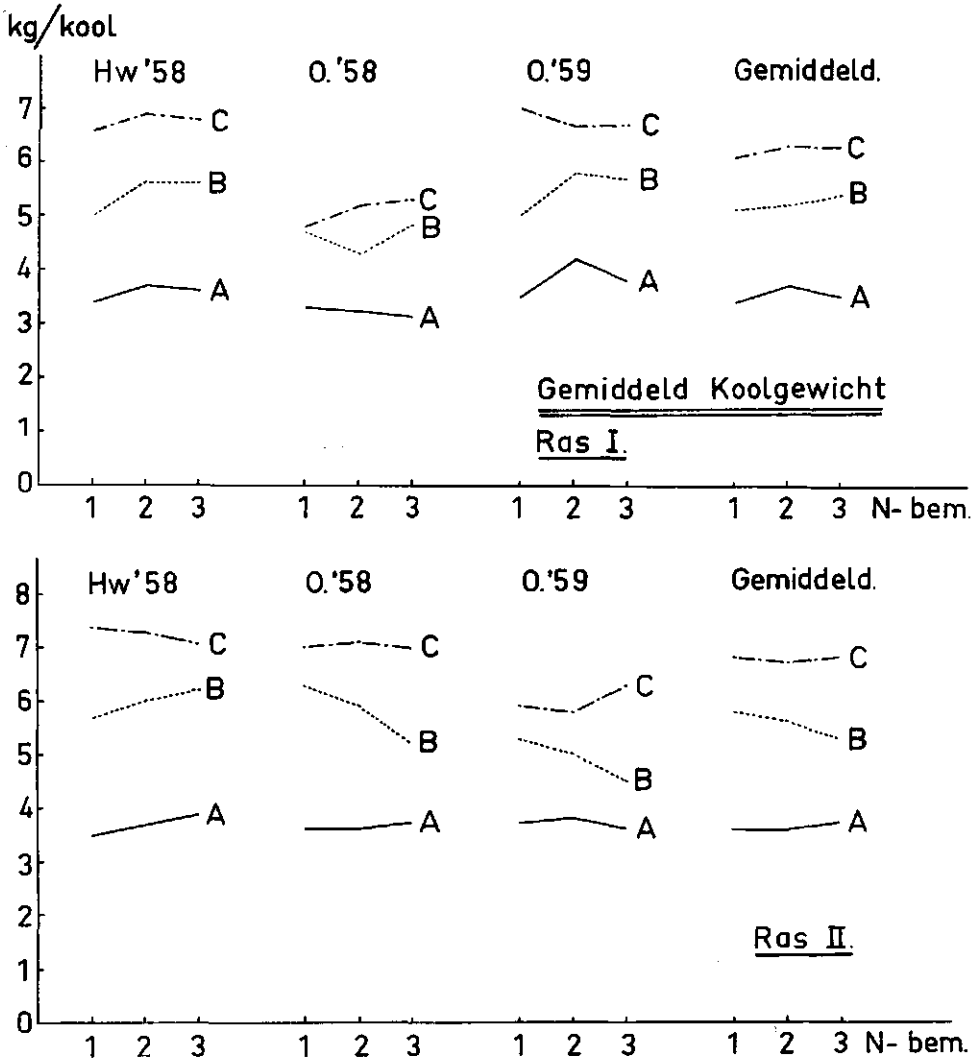 kg/kool
Hw '58 O.'58 O.'59 Gemiddeld.
7
6
5
4
3
2
1
0
C
B
A
C
B
A
C
B
A
C
B
A
Gemiddeld Koolgewicht
Ras I.
1 2 3 1 2 3 1 2 3 1 2 3 N- bem.
Hw '58 O.'58 O.'59 Gemiddeld.
8
7
6
5
4
3
2
1
0
C
B
A
C
B
A
C
B
A
C
B
A
Ras II.
1 2 3 1 2 3 1 2 3 1 2 3 N- bem.